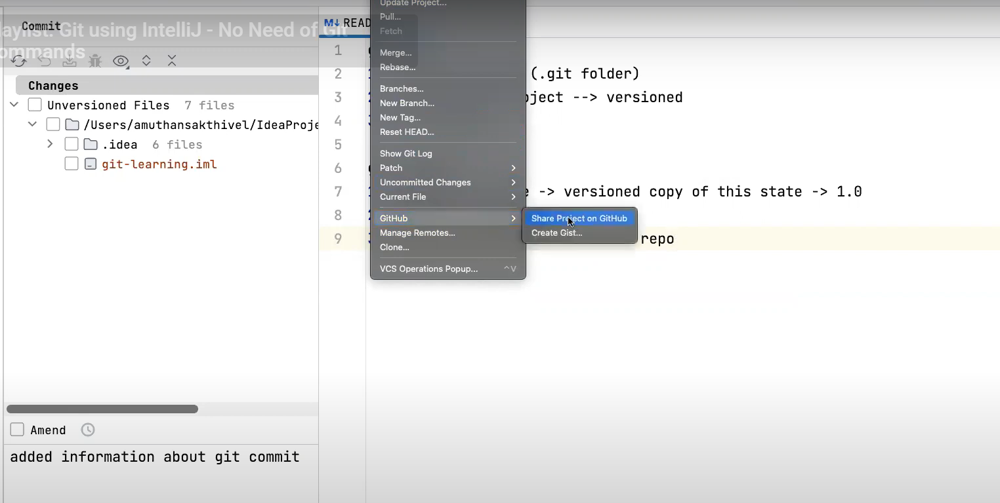 Playlist: Git using IntelliJ - No Need of Git
Commands
Commit
Changes
Unversioned Files 7 files
/Users/amuthansakthivel/IdeaProje
.idea 6 files
git-learning.iml
Amend
added information about git commit
M↓ READ
1
2 (.git folder)
3 oject --> versioned
4
5
6
7 e -> versioned copy of this state -> 1.0
8
9 repo
Update Project...
Pull...
Fetch
Merge...
Rebase...
Branches...
New Branch...
New Tag...
Reset HEAD...
Show Git Log
Patch
Uncommitted Changes
Current File
GitHub
Manage Remotes...
Clone...
VCS Operations Popup... ^V
Share Project on GitHub
Create Gist...